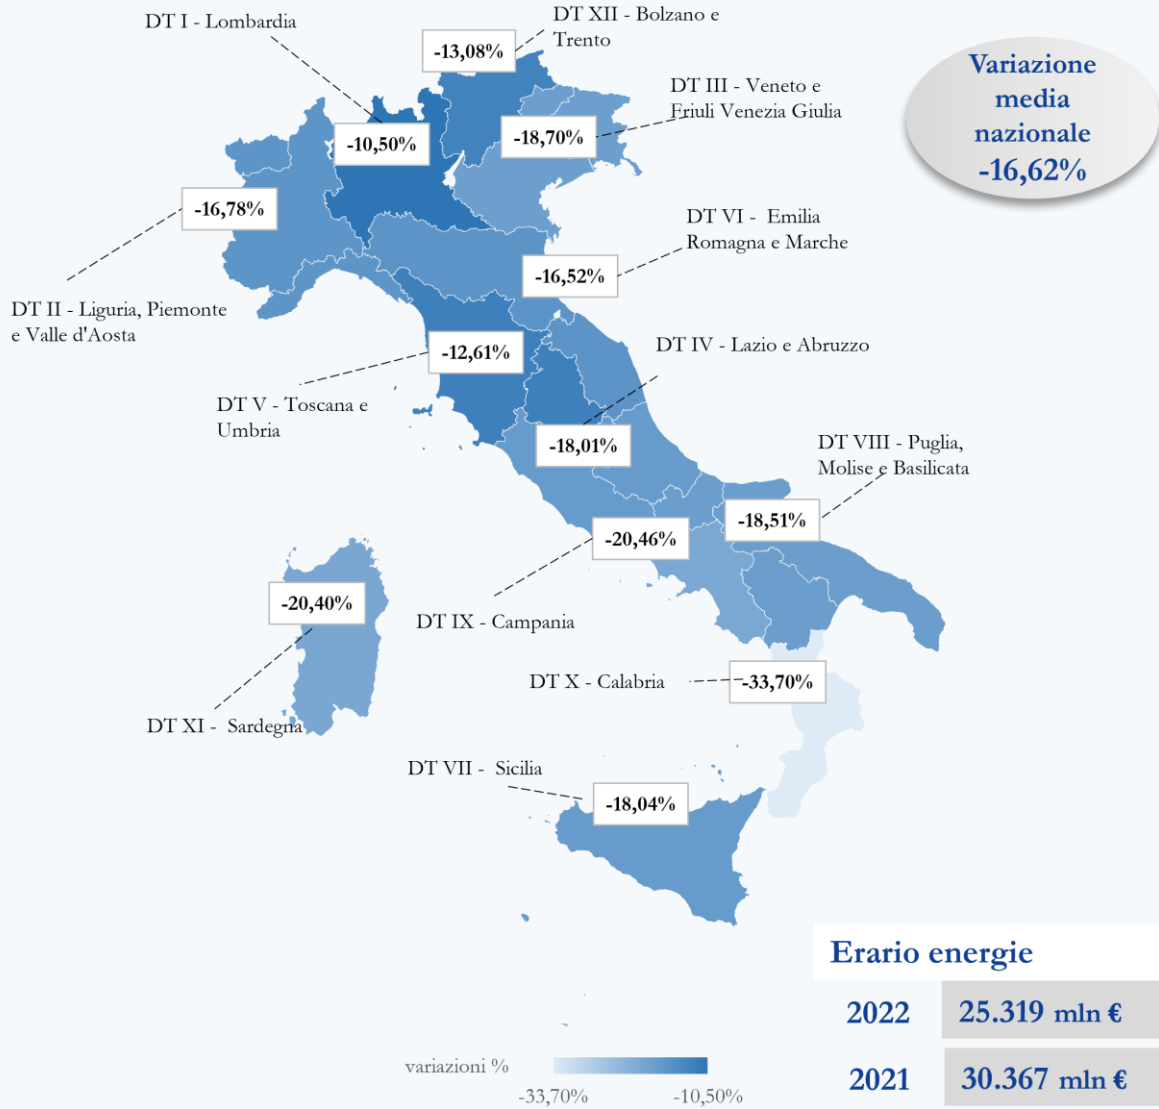 DT I - Lombardia
DT XII - Bolzano e
Trento
-13,08%
Variazione
media
nazionale
-16,62%
DT III - Veneto e
Friuli Venezia Giulia
-10,50%
-18,70%
-16,78%
DT VI - Emilia
Romagna e Marche
-16,52%
DT II - Liguria, Piemonte
e Valle d'Aosta
-12,61%
DT IV - Lazio e Abruzzo
DT V - Toscana e
Umbria
-18,01%
DT VIII - Puglia,
Molise e Basilicata
-18,51%
-20,46%
-20,40%
DT IX - Campania
DT X - Calabria
-33,70%
DT XI - Sardegna
DT VII - Sicilia
-18,04%
Erario energie
2022 25.319 mln €
2021 30.367 mln €
variazioni %
-33,70% -10,50%